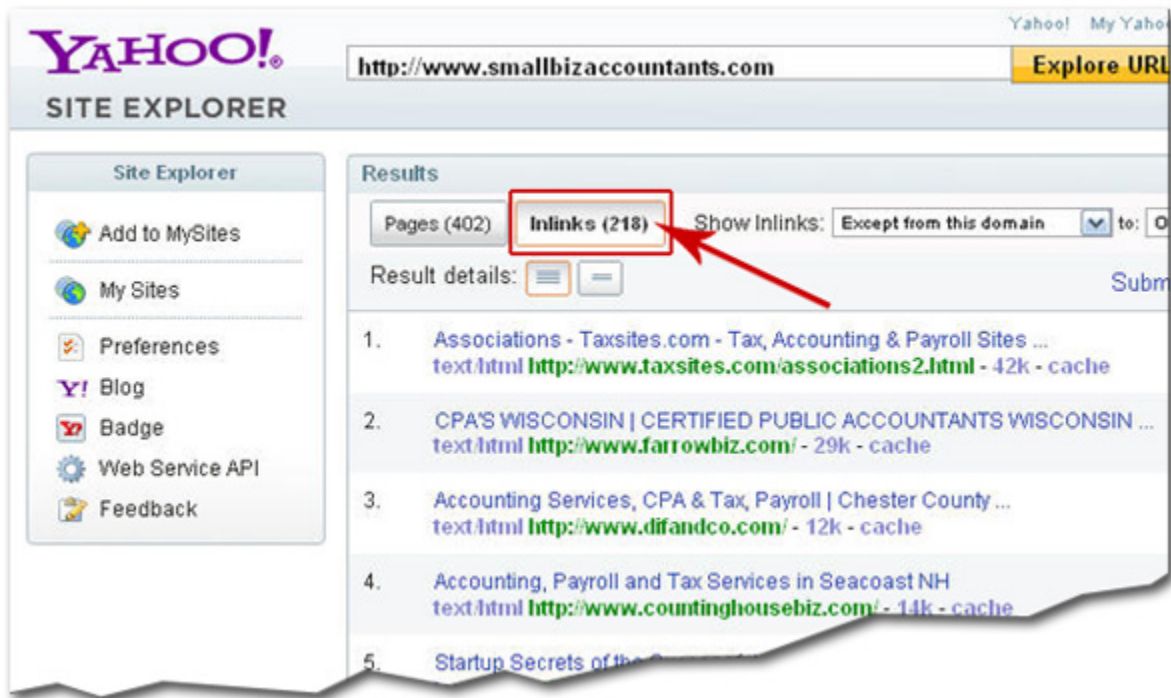 Yahoo! My Yahoo
YAHOO!®
http://www.smallbizaccountants.com
Explore URL
SITE EXPLORER
Site Explorer
Add to MySites
My Sites
Preferences
Blog
Badge
Web Service API
Feedback
Results
Pages (402)
Inlinks (218)
Show Inlinks: Except from this domain to: O
Result details:
Subm
1. Associations - Taxsites.com - Tax, Accounting & Payroll Sites ...
text/html http://www.taxsites.com/associations2.html - 42k - cache
2. CPA'S WISCONSIN | CERTIFIED PUBLIC ACCOUNTANTS WISCONSIN ...
text/html http://www.farrowbiz.com/ - 29k - cache
3. Accounting Services, CPA & Tax, Payroll | Chester County ...
text/html http://www.difandco.com/ - 12k - cache
4. Accounting, Payroll and Tax Services in Seacoast NH
text/html http://www.countinghousebiz.com/ - 14k - cache
5. Startup Secrets of the